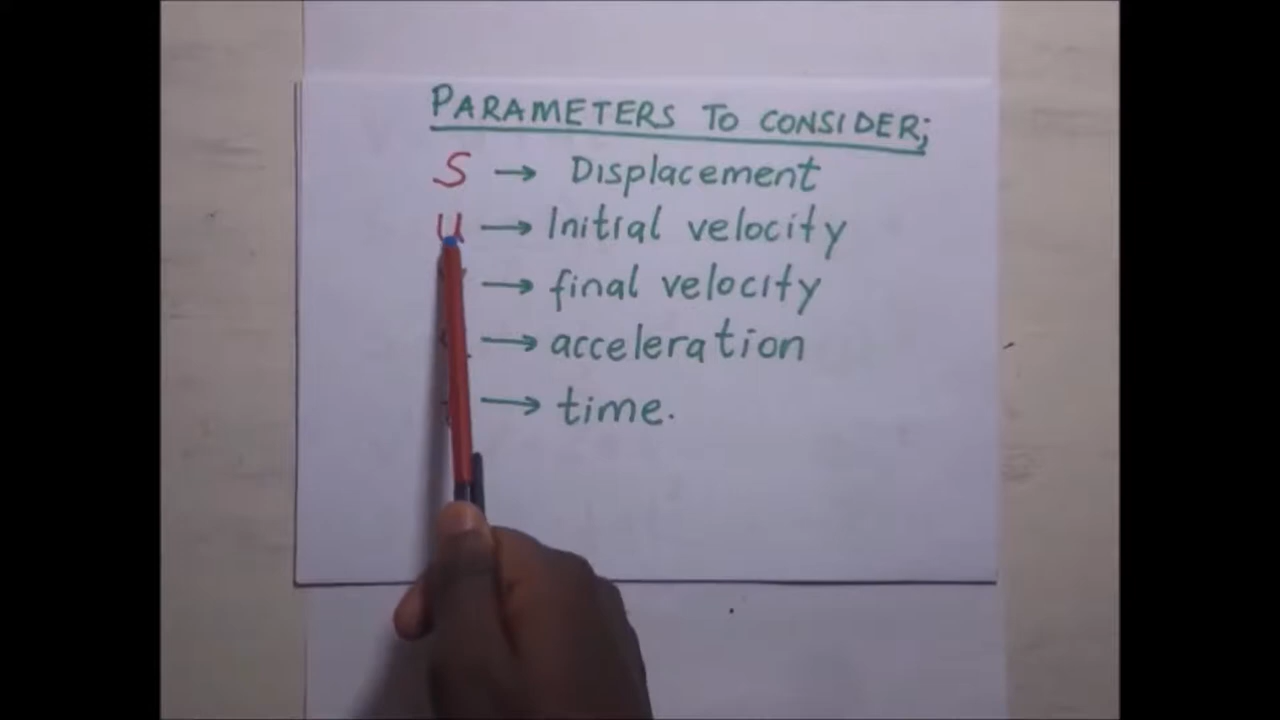 PARAMETERS TO CONSIDER;
S → Displacement
u → Initial velocity
→ final velocity
→ acceleration
→ time.